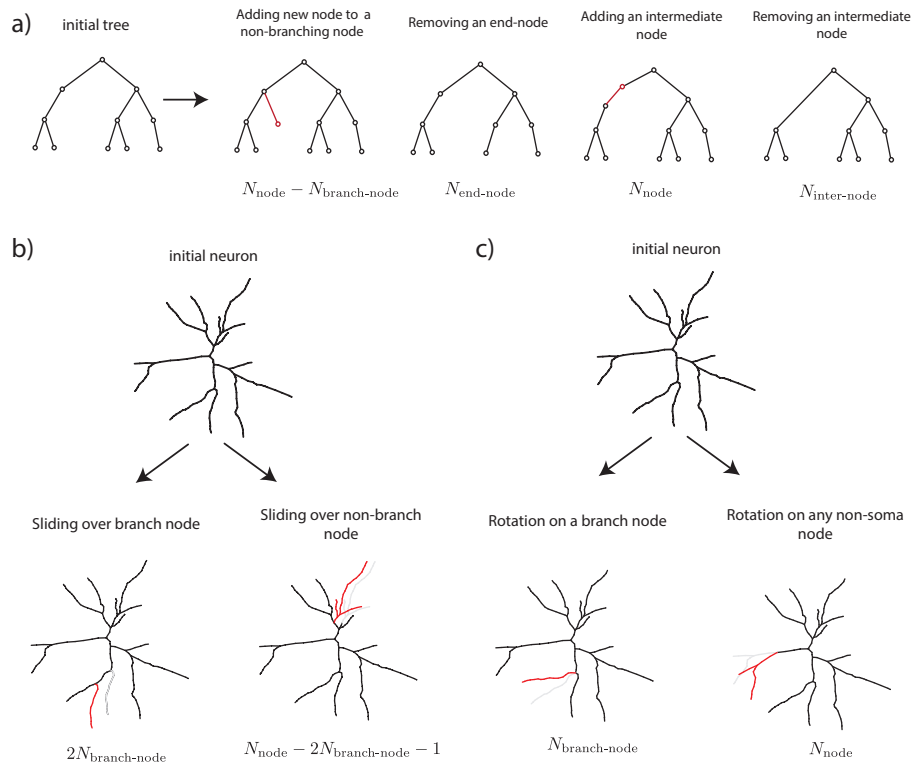 a)
initial tree
Adding new node to a
non-branching node
Removing an end-node
Adding an intermediate
node
Removing an intermediate
node
N_node − N_branch-node
N_end-node
N_node
N_inter-node
b)
initial neuron
Sliding over branch node
Sliding over non-branch
node
2N_branch-node
N_node − 2N_branch-node − 1
c)
initial neuron
Rotation on a branch node
Rotation on any non-soma
node
N_branch-node
N_node